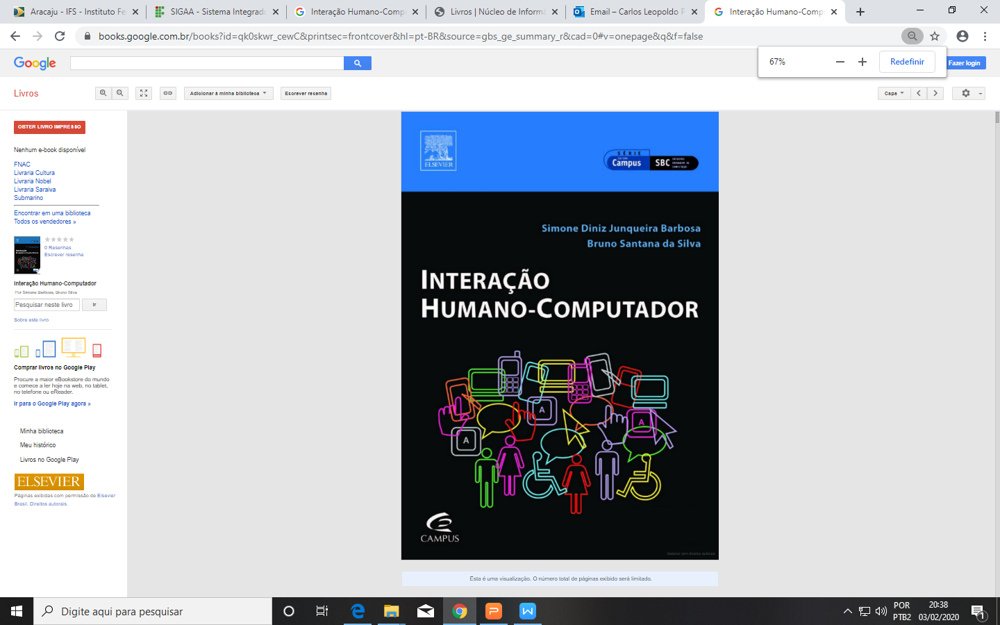 Aracaju - IFS - Instituto Fe
SIGAA - Sistema Integrado
Interação Humano-Comp
Livros | Núcleo de Informá
Email – Carlos Leopoldo P
Interação Humano-Comp
books.google.com.br/books?id=qk0skwr_cewC&printsec=frontcover&hl=pt-BR&source=gbs_ge_summary_r&cad=0#v=onepage&q&f=false
67%
Redefinir
Google
Fazer login
Livros
Adicionar à minha biblioteca
Escrever resenha
Capa
OBTER LIVRO IMPRESSO
Nenhum e-book disponível
FNAC
Livraria Cultura
Livraria Nobel
Livraria Saraiva
Submarino
Encontrar em uma biblioteca
Todos os vendedores »
0 Resenhas
Escrever resenha
Interação Humano-Computador
Por Simone Barbosa, Bruno Silva
Pesquisar neste livro
Ir
Sobre este livro
Comprar livros no Google Play
Procure a maior eBookstore do mundo
e comece a ler hoje na web, no tablet,
no telefone ou eReader.
Ir para o Google Play agora »
Minha biblioteca
Meu histórico
Livros no Google Play
ELSEVIER
Páginas exibidas com permissão de Elsevier
Brasil. Direitos autorais.
ELSEVIER
SÉRIE
Campus
SBC
Simone Diniz Junqueira Barbosa
Bruno Santana da Silva
INTERAÇÃO
HUMANO-COMPUTADOR
A
A
A
CAMPUS
Material com direitos autorais
Esta é uma visualização. O número total de páginas exibido será limitado.
Digite aqui para pesquisar
POR
PTB2
20:38
03/02/2020
1